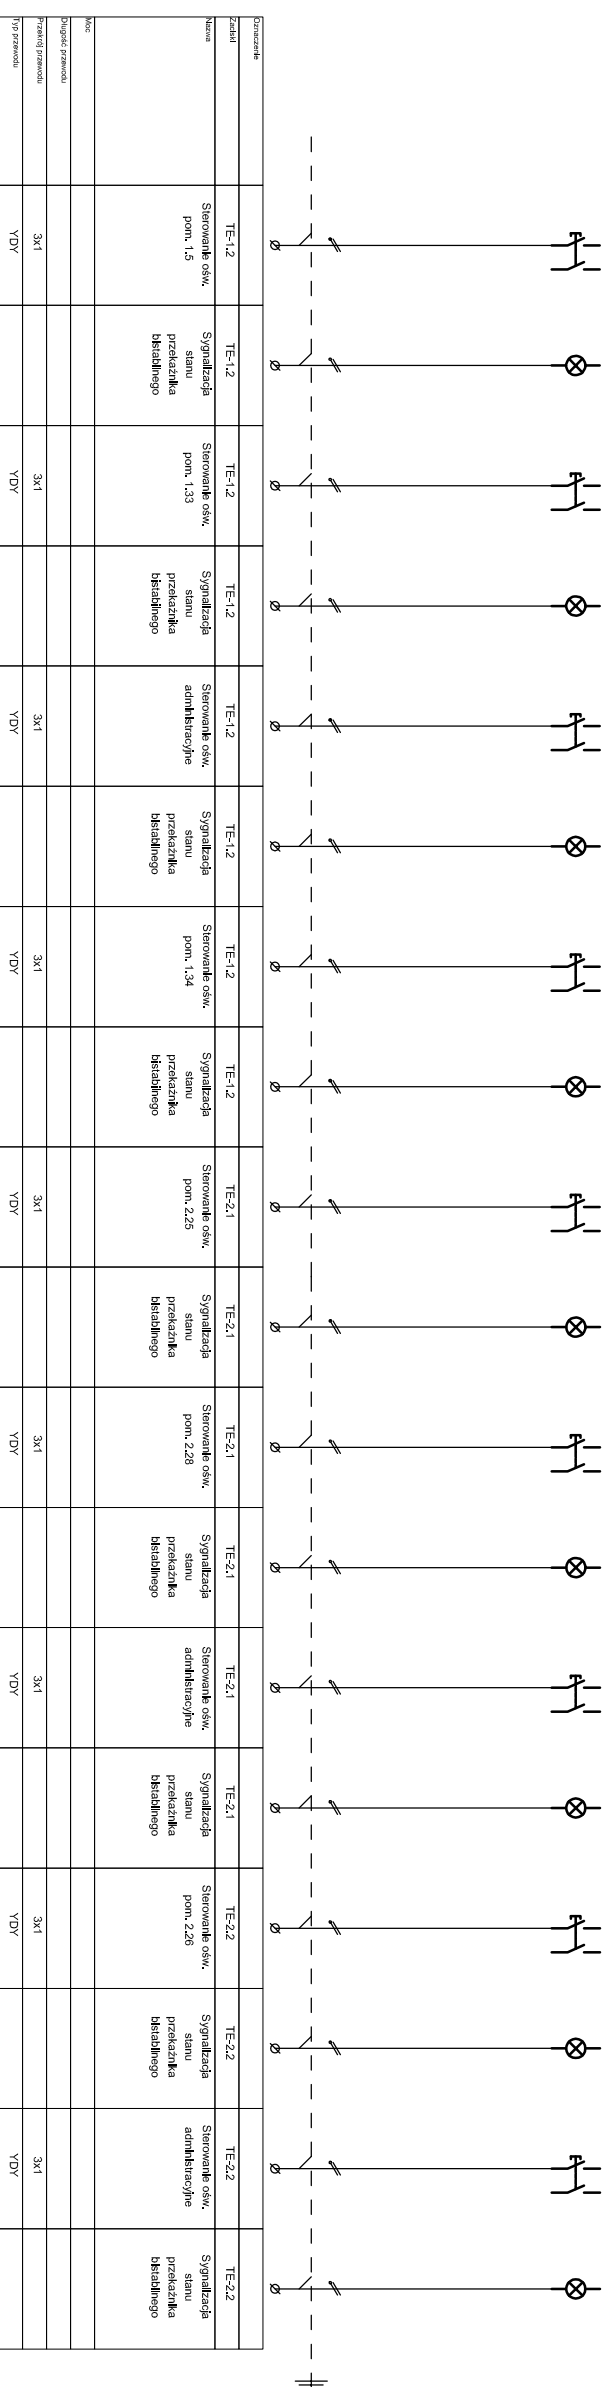 Oznaczenie
Zaciski
Nazwa
Moc
Długość przewodu
Przekrój przewodu
Typ przewodu
TE-1.2
Sterowanie ośw.
pom. 1.5
3x1
YDY
TE-1.2
Sygnalizacja
stanu
przekaźnika
bistabilnego
TE-1.2
Sterowanie ośw.
pom. 1.33
3x1
YDY
TE-1.2
Sygnalizacja
stanu
przekaźnika
bistabilnego
TE-1.2
Sterowanie ośw.
administracyjne
3x1
YDY
TE-1.2
Sygnalizacja
stanu
przekaźnika
bistabilnego
TE-1.2
Sterowanie ośw.
pom. 1.34
3x1
YDY
TE-1.2
Sygnalizacja
stanu
przekaźnika
bistabilnego
TE-2.1
Sterowanie ośw.
pom. 2.25
3x1
YDY
TE-2.1
Sygnalizacja
stanu
przekaźnika
bistabilnego
TE-2.1
Sterowanie ośw.
pom. 2.28
3x1
YDY
TE-2.1
Sygnalizacja
stanu
przekaźnika
bistabilnego
TE-2.1
Sterowanie ośw.
administracyjne
3x1
YDY
TE-2.1
Sygnalizacja
stanu
przekaźnika
bistabilnego
TE-2.2
Sterowanie ośw.
pom. 2.26
3x1
YDY
TE-2.2
Sygnalizacja
stanu
przekaźnika
bistabilnego
TE-2.2
Sterowanie ośw.
administracyjne
3x1
YDY
TE-2.2
Sygnalizacja
stanu
przekaźnika
bistabilnego